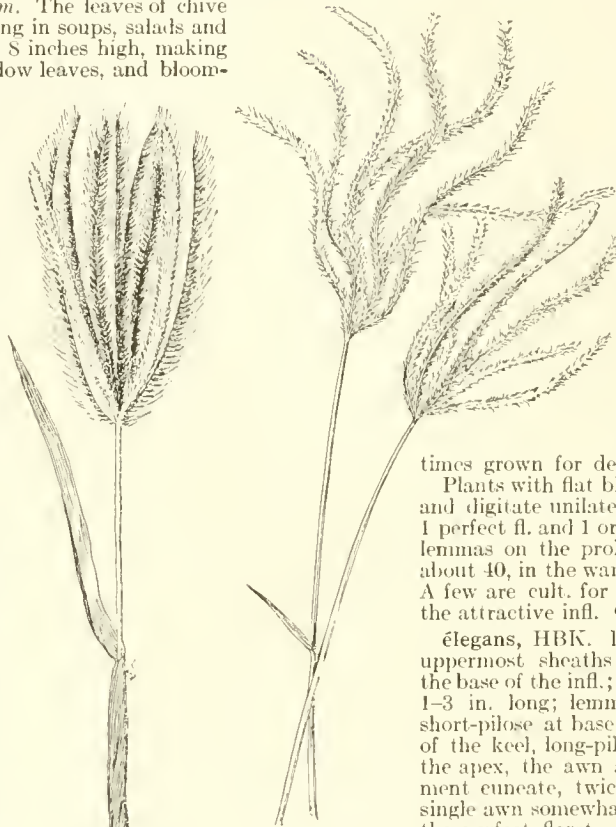 m. The leaves of chive
ng in soups, salads and
8 inches high, making
low leaves, and bloom-
times grown for de
Plants with flat b
and digitate unilate
1 perfect fl. and 1 or
lemmas on the pro
about 40, in the wa
A few are cult. for
the attractive infl.
élegans, HBK.
uppermost sheaths
the base of the infl.;
1–3 in. long; lem
short-pilose at base
of the keel, long-pil
the apex, the awn
ment cuneate, twic
single awn somewha